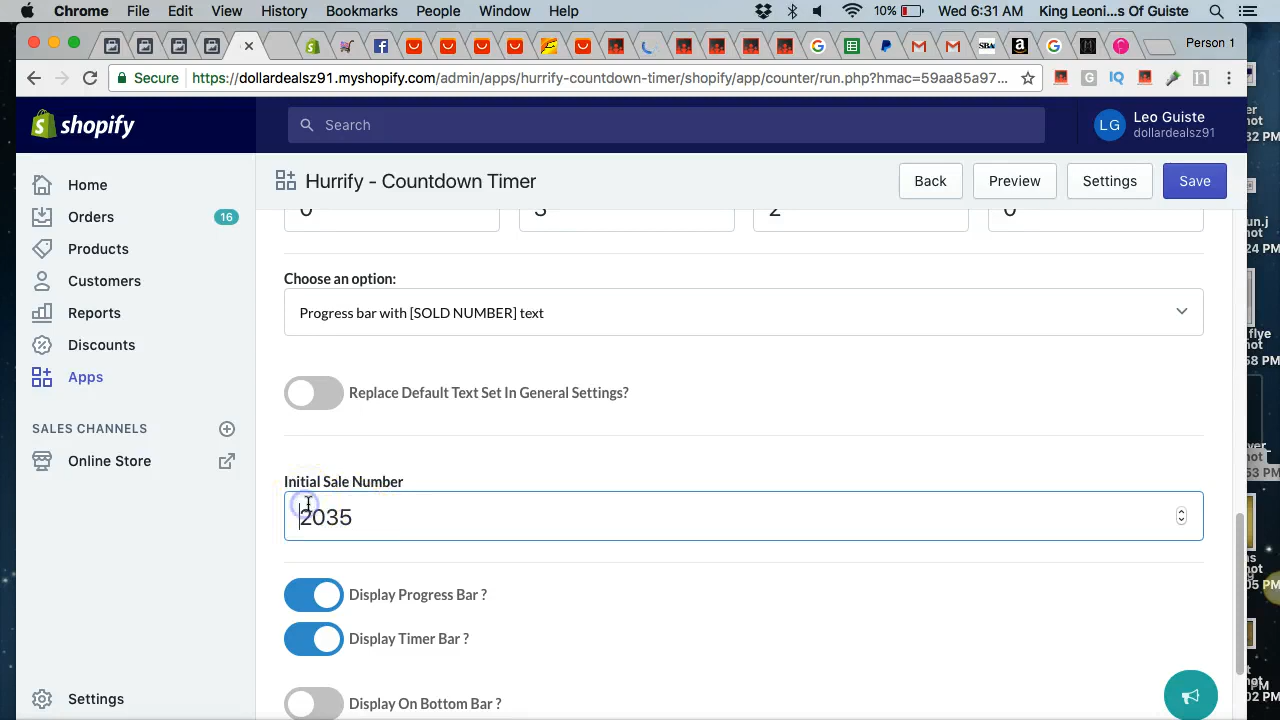 Chrome File Edit View History Bookmarks People Window Help 10% Wed 6:31 AM King Leoni...s Of Guiste
Person 1
Secure https://dollardealsz91.myshopify.com/admin/apps/hurrify-countdown-timer/shopify/app/counter/run.php?hmac=59aa85a97...
shopify
Search
LG
Leo Guiste
dollardealsz91
Hurrify - Countdown Timer
Back
Preview
Settings
Save
Home
Orders 16
Products
Customers
Reports
Discounts
Apps
SALES CHANNELS
Online Store
Settings
0 3 2 0
Choose an option:
Progress bar with [SOLD NUMBER] text
Replace Default Text Set In General Settings?
Initial Sale Number
2035
Display Progress Bar ?
Display Timer Bar ?
Display On Bottom Bar ?